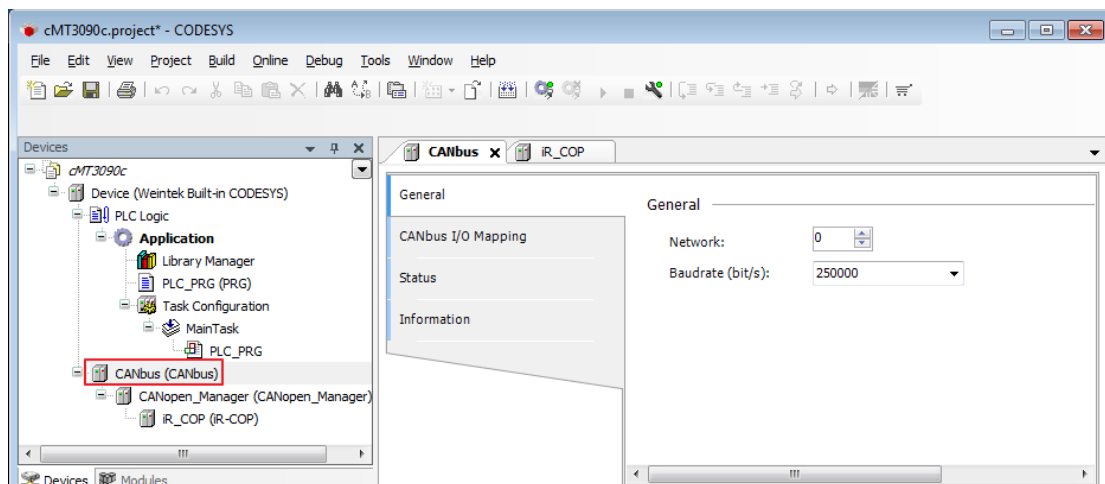 cMT3090c.project* - CODESYS
File Edit View Project Build Online Debug Tools Window Help
Devices
cMT3090c
Device (Weintek Built-in CODESYS)
PLC Logic
Application
Library Manager
PLC_PRG (PRG)
Task Configuration
MainTask
PLC_PRG
CANbus (CANbus)
CANopen_Manager (CANopen_Manager)
iR_COP (iR-COP)
Devices Modules
CANbus iR_COP
General
CANbus I/O Mapping
Status
Information
General
Network: 0
Baudrate (bit/s): 250000